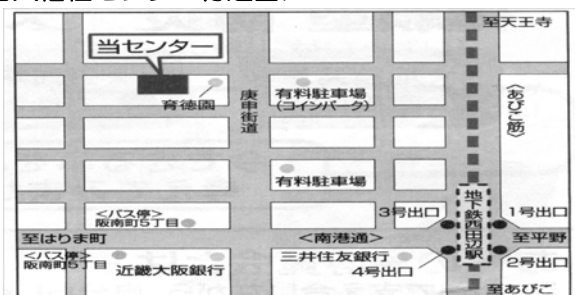 至天王寺
当センター
育徳園
庚申街道
有料駐車場
(コインパーク)
〈あびこ筋〉
有料駐車場
地下鉄西田辺駅
<バス停>
阪南町5丁目
3号出口
1号出口
至はりま町
<南港通>
至平野
<バス停>
阪南町5丁目
近畿大阪銀行
三井住友銀行
4号出口
2号出口
至あびこ